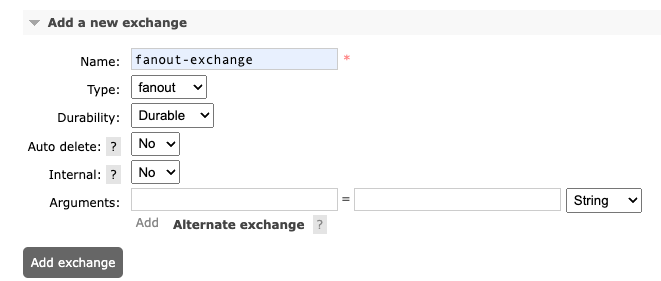 Add a new exchange
Name: fanout-exchange *
Type: fanout
Durability: Durable
Auto delete: ? No
Internal: ? No
Arguments: = String
Add Alternate exchange ?
Add exchange